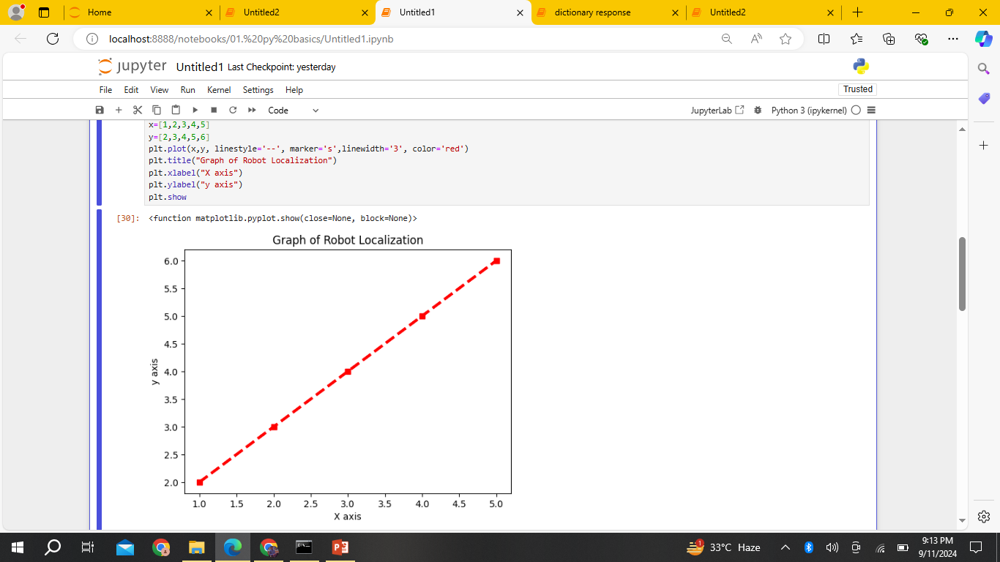 Home
Untitled2
Untitled1
dictionary response
Untitled2
localhost:8888/notebooks/01.%20py%20basics/Untitled1.ipynb
jupyter Untitled1 Last Checkpoint: yesterday
File Edit View Run Kernel Settings Help
Trusted
Code
JupyterLab
Python 3 (ipykernel)
x=[1,2,3,4,5]
y=[2,3,4,5,6]
plt.plot(x,y, linestyle='--', marker='s',linewidth='3', color='red')
plt.title("Graph of Robot Localization")
plt.xlabel("X axis")
plt.ylabel("y axis")
plt.show
[30]: <function matplotlib.pyplot.show(close=None, block=None)>
Graph of Robot Localization
6.0
5.5
5.0
4.5
4.0
3.5
3.0
2.5
2.0
y axis
1.0 1.5 2.0 2.5 3.0 3.5 4.0 4.5 5.0
X axis
1
33°C Haze
9:13 PM
9/11/2024